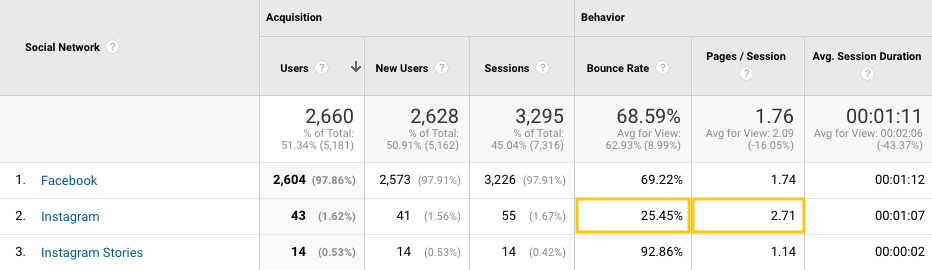 Acquisition Behavior
Social Network ?
Users ? New Users ? Sessions ? Bounce Rate ? Pages / Session ? Avg. Session Duration ?
2,660 2,628 3,295 68.59% 1.76 00:01:11
% of Total: % of Total: % of Total: Avg for View: Avg for View: 2.09 Avg for View: 00:02:06
51.34% (5,181) 50.91% (5,162) 45.04% (7,316) 62.93% (8.99%) (-16.05%) (-43.37%)
1. Facebook 2,604 (97.86%) 2,573 (97.91%) 3,226 (97.91%) 69.22% 1.74 00:01:12
2. Instagram 43 (1.62%) 41 (1.56%) 55 (1.67%) 25.45% 2.71 00:01:07
3. Instagram Stories 14 (0.53%) 14 (0.53%) 14 (0.42%) 92.86% 1.14 00:00:02